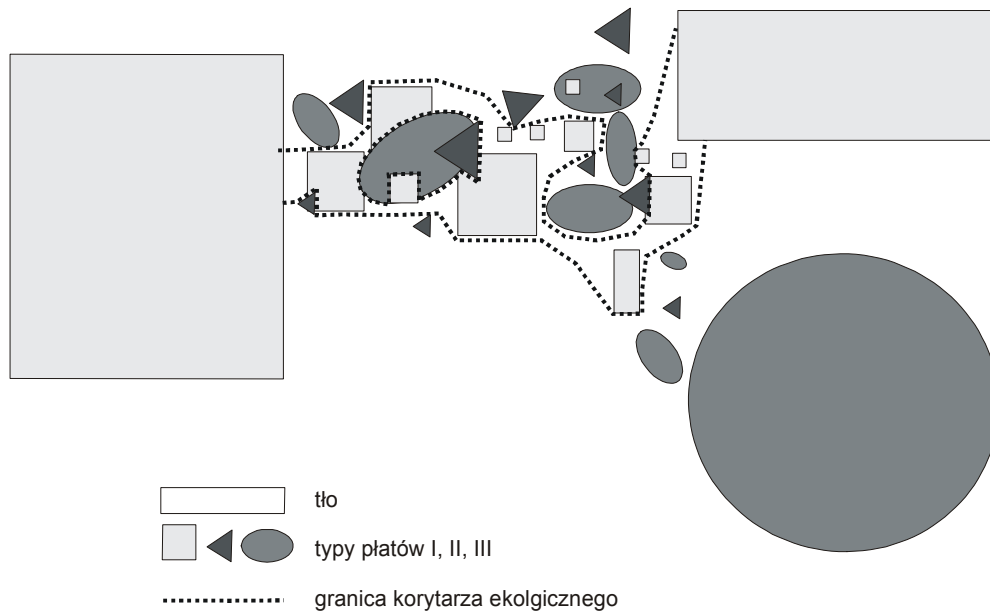 tło
typy płatów I, II, III
granica korytarza ekolgicznego